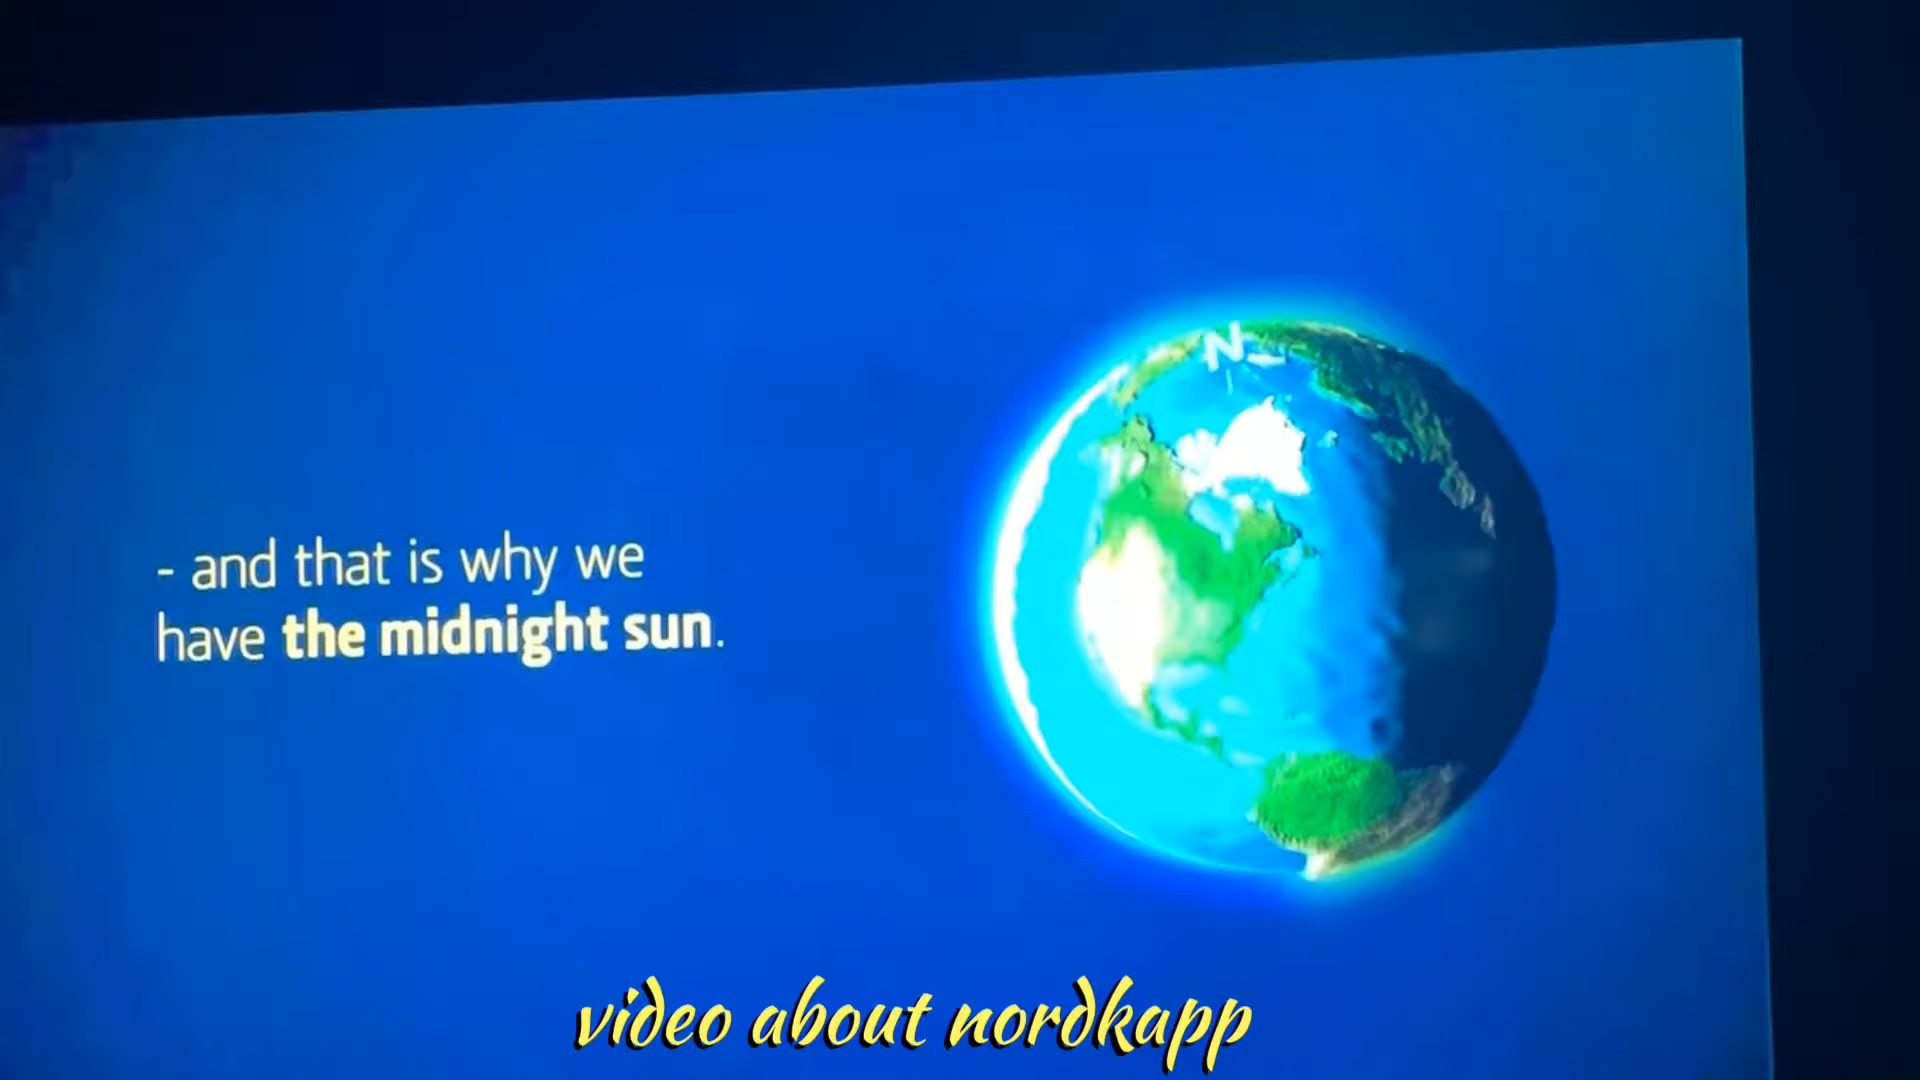 N
- and that is why we
have the midnight sun.
video about nordkapp